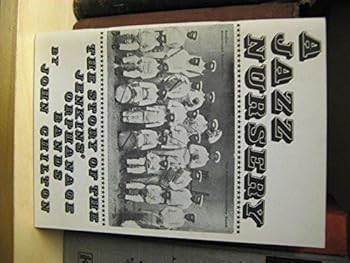 A
JAZZ
NURSERY
THE STORY OF THE
JENKINS'
ORPHANAGE
BANDS
BY
JOHN CHILTON